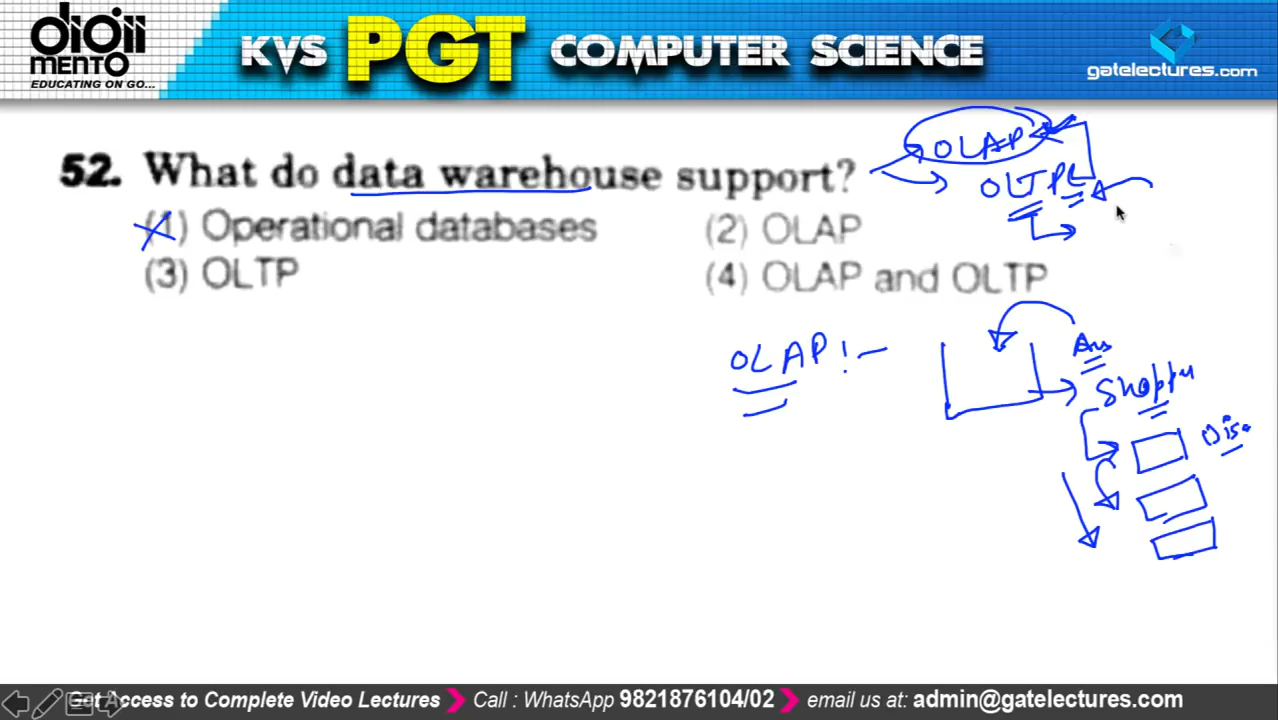 digii
MENTO
EDUCATING ON GO...
KVS PGT COMPUTER SCIENCE
gatelectures.com
52. What do data warehouse support?
(1) Operational databases
(2) OLAP
(3) OLTP
(4) OLAP and OLTP
OLAP
OLTP
OLAP :-
Ans
Get Access to Complete Video Lectures
Call : WhatsApp 9821876104/02
email us at: admin@gatelectures.com